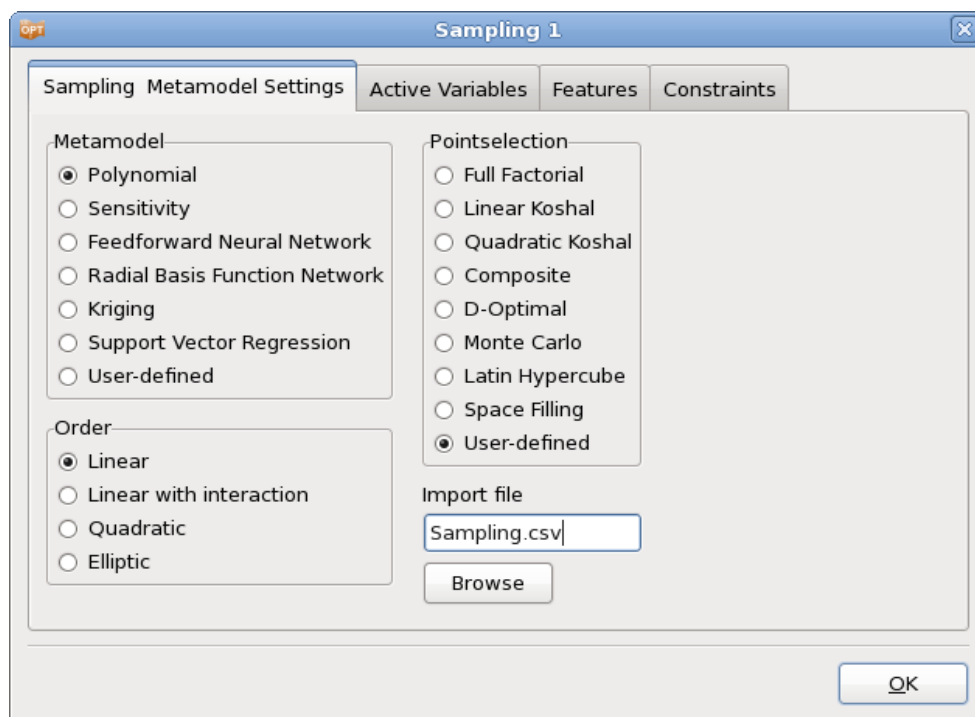 OPT
Sampling 1
Sampling  Metamodel Settings
Active Variables
Features
Constraints
Metamodel
Polynomial
Sensitivity
Feedforward Neural Network
Radial Basis Function Network
Kriging
Support Vector Regression
User-defined
Order
Linear
Linear with interaction
Quadratic
Elliptic
Pointselection
Full Factorial
Linear Koshal
Quadratic Koshal
Composite
D-Optimal
Monte Carlo
Latin Hypercube
Space Filling
User-defined
Import file
Sampling.csv
Browse
OK